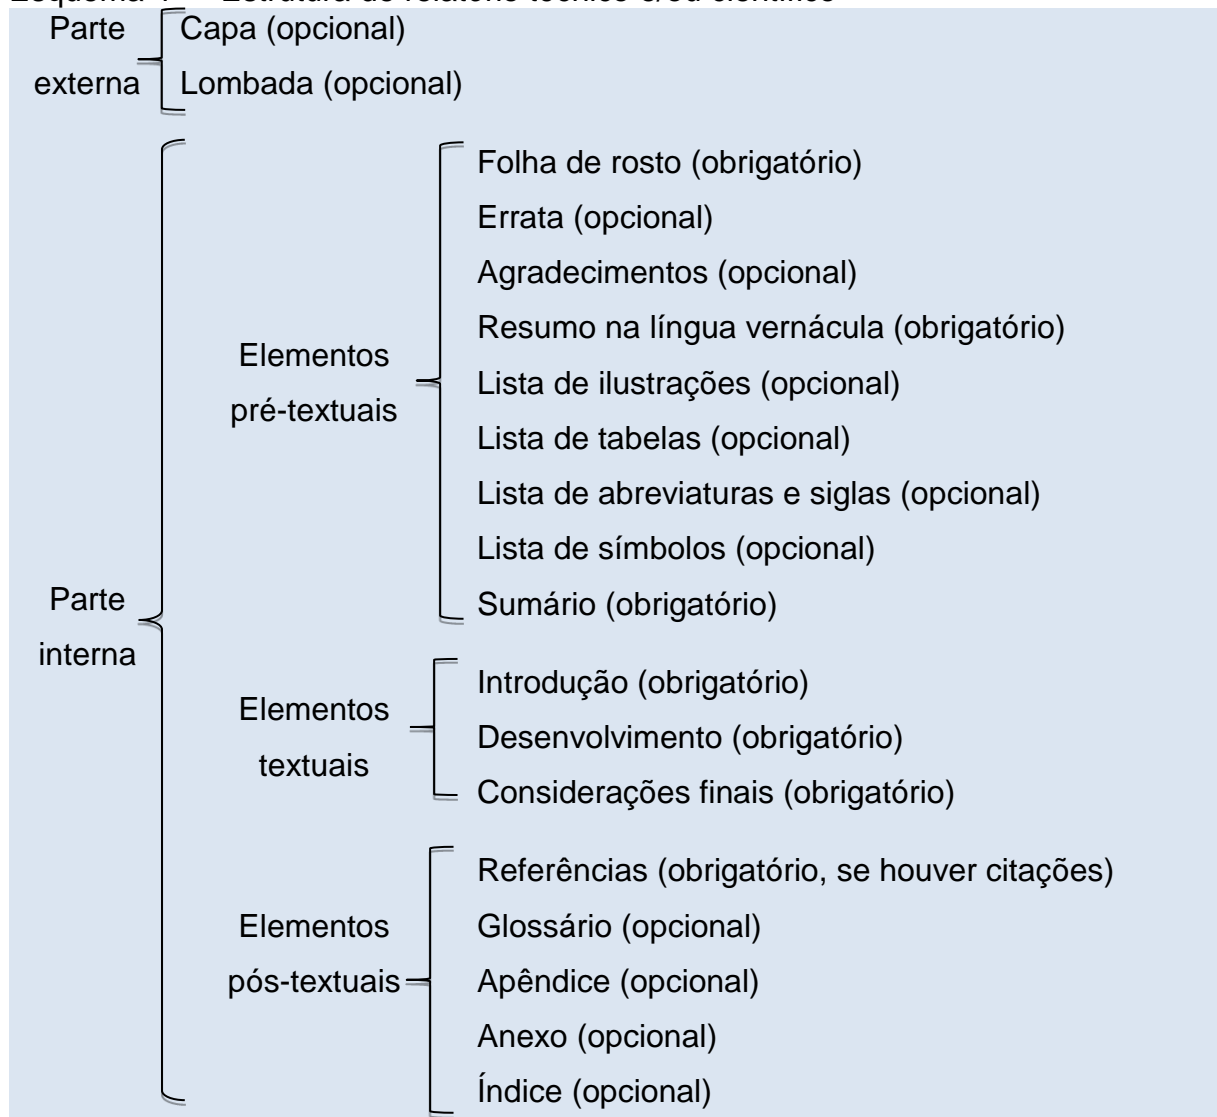 Parte
externa
Capa (opcional)
Lombada (opcional)
Parte
interna
Elementos
pré-textuais
Folha de rosto (obrigatório)
Errata (opcional)
Agradecimentos (opcional)
Resumo na língua vernácula (obrigatório)
Lista de ilustrações (opcional)
Lista de tabelas (opcional)
Lista de abreviaturas e siglas (opcional)
Lista de símbolos (opcional)
Sumário (obrigatório)
Elementos
textuais
Introdução (obrigatório)
Desenvolvimento (obrigatório)
Considerações finais (obrigatório)
Elementos
pós-textuais
Referências (obrigatório, se houver citações)
Glossário (opcional)
Apêndice (opcional)
Anexo (opcional)
Índice (opcional)